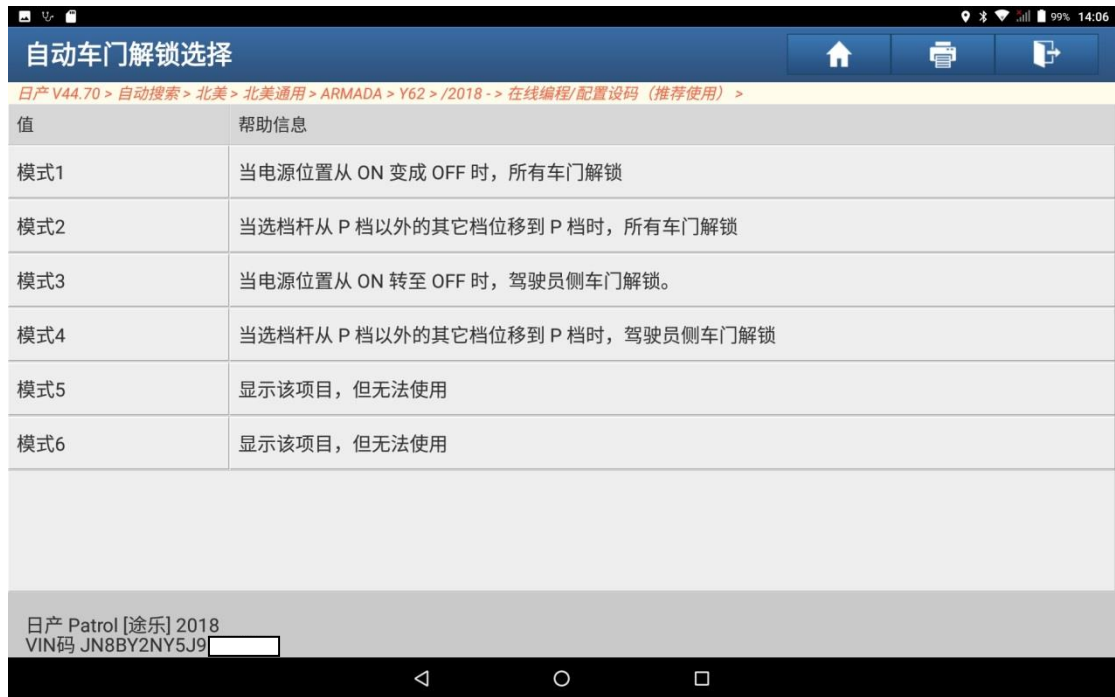 99% 14:06
自动车门解锁选择
日产 V44.70 > 自动搜索 > 北美 > 北美通用 > ARMADA > Y62 > /2018 - > 在线编程/配置设码（推荐使用） >
值 帮助信息
模式1 当电源位置从 ON 变成 OFF 时，所有车门解锁
模式2 当选档杆从 P 档以外的其它档位移到 P 档时，所有车门解锁
模式3 当电源位置从 ON 转至 OFF 时，驾驶员侧车门解锁。
模式4 当选档杆从 P 档以外的其它档位移到 P 档时，驾驶员侧车门解锁
模式5 显示该项目，但无法使用
模式6 显示该项目，但无法使用
日产 Patrol [途乐] 2018
VIN码 JN8BY2NY5J9